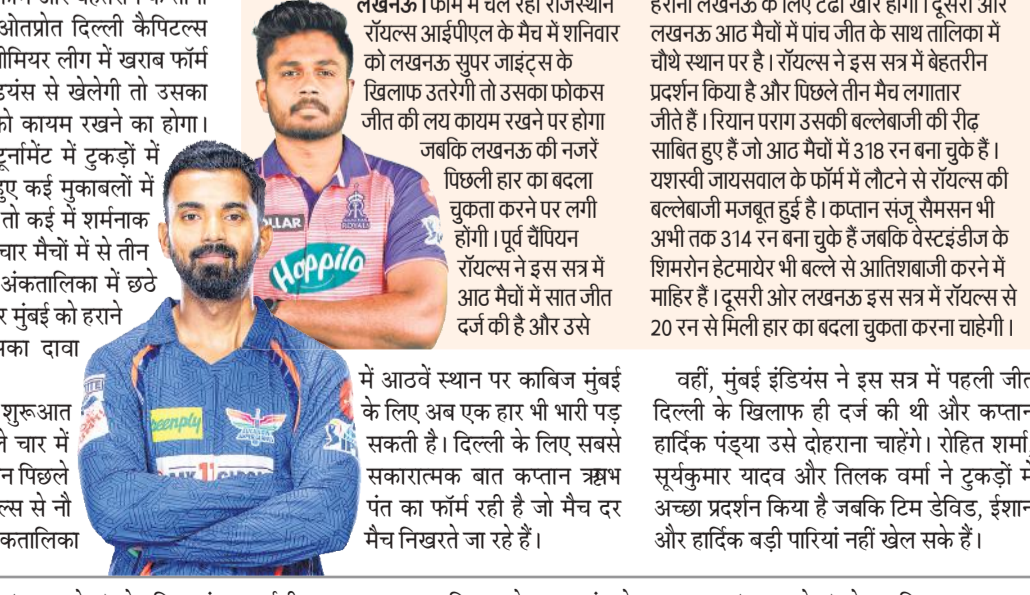 ओतप्रोत दिल्ली कैपिटल्स
खराब फॉर्म
से खेलेगी तो उसका
कायम रखने का होगा।
टूर्नामेंट में टुकड़ों में
हुए कई मुकाबलों में
तो कई में शर्मनाक
चार मैचों में से तीन
अंकतालिका में छठे
मुंबई को हराने
दावा
शुरूआत
चार में
पिछले
से नौ
लखनऊ। फॉर्म में चल रही राजस्थान
रॉयल्स आईपीएल के मैच में शनिवार
को लखनऊ सुपर जाइंट्स के
खिलाफ उतरेगी तो उसका फोकस
जीत की लय कायम रखने पर होगा
जबकि लखनऊ की नजरें
पिछली हार का बदला
चुकता करने पर लगी
होंगी। पूर्व चैंपियन
रॉयल्स ने इस सत्र में
आठ मैचों में सात जीत
दर्ज की है और उसे
हराना लखनऊ के लिए टेढी खीर होगी। दूसरी ओर
लखनऊ आठ मैचों में पांच जीत के साथ तालिका में
चौथे स्थान पर है। रॉयल्स ने इस सत्र में बेहतरीन
प्रदर्शन किया है और पिछले तीन मैच लगातार
जीते हैं। रियान पराग उसकी बल्लेबाजी की रीढ़
साबित हुए हैं जो आठ मैचों में 318 रन बना चुके हैं।
यशस्वी जायसवाल के फॉर्म में लौटने से रॉयल्स की
बल्लेबाजी मजबूत हुई है। कप्तान संजू सैमसन भी
अभी तक 314 रन बना चुके हैं जबकि वेस्टइंडीज के
शिमरोन हेटमायेर भी बल्ले से आतिशबाजी करने में
माहिर हैं। दूसरी ओर लखनऊ इस सत्र में रॉयल्स से
20 रन से मिली हार का बदला चुकता करना चाहेगी।
में आठवें स्थान पर काबिज मुंबई
के लिए अब एक हार भी भारी पड़
सकती है। दिल्ली के लिए सबसे
सकारात्मक बात कप्तान ऋषभ
पंत का फॉर्म रही है जो मैच दर
मैच निखरते जा रहे हैं।
वहीं, मुंबई इंडियंस ने इस सत्र में पहली जीत
दिल्ली के खिलाफ ही दर्ज की थी और कप्तान
हार्दिक पंड्या उसे दोहराना चाहेंगे। रोहित शर्मा,
सूर्यकुमार यादव और तिलक वर्मा ने टुकड़ों में
अच्छा प्रदर्शन किया है जबकि टिम डेविड, ईशान
और हार्दिक बड़ी पारियां नहीं खेल सके हैं।
ROYALS
Happilo